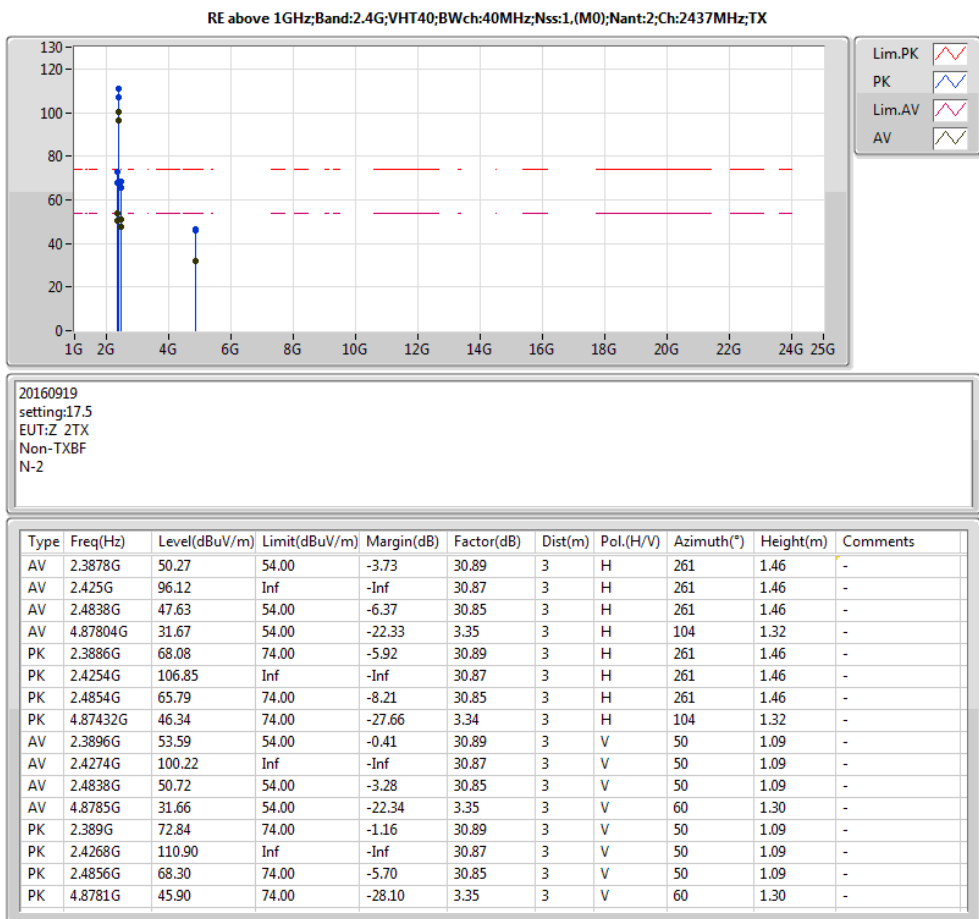 RE above 1GHz;Band:2.4G;VHT40;BWch:40MHz;Nss:1,(M0);Nant:2;Ch:2437MHz;TX
130
120
100
80
60
40
20
0
1G 2G 4G 6G 8G 10G 12G 14G 16G 18G 20G 22G 24G 25G
Lim.PK
PK
Lim.AV
AV
20160919
setting:17.5
EUT:Z 2TX
Non-TXBF
N-2
Type Freq(Hz) Level(dBuV/m) Limit(dBuV/m) Margin(dB) Factor(dB) Dist(m) Pol.(H/V) Azimuth(°) Height(m) Comments
AV 2.3878G 50.27 54.00 -3.73 30.89 3 H 261 1.46 -
AV 2.425G 96.12 Inf -Inf 30.87 3 H 261 1.46 -
AV 2.4838G 47.63 54.00 -6.37 30.85 3 H 261 1.46 -
AV 4.87804G 31.67 54.00 -22.33 3.35 3 H 104 1.32 -
PK 2.3886G 68.08 74.00 -5.92 30.89 3 H 261 1.46 -
PK 2.4254G 106.85 Inf -Inf 30.87 3 H 261 1.46 -
PK 2.4854G 65.79 74.00 -8.21 30.85 3 H 261 1.46 -
PK 4.87432G 46.34 74.00 -27.66 3.34 3 H 104 1.32 -
AV 2.3896G 53.59 54.00 -0.41 30.89 3 V 50 1.09 -
AV 2.4274G 100.22 Inf -Inf 30.87 3 V 50 1.09 -
AV 2.4838G 50.72 54.00 -3.28 30.85 3 V 50 1.09 -
AV 4.8785G 31.66 54.00 -22.34 3.35 3 V 60 1.30 -
PK 2.389G 72.84 74.00 -1.16 30.89 3 V 50 1.09 -
PK 2.4268G 110.90 Inf -Inf 30.87 3 V 50 1.09 -
PK 2.4856G 68.30 74.00 -5.70 30.85 3 V 50 1.09 -
PK 4.8781G 45.90 74.00 -28.10 3.35 3 V 60 1.30 -